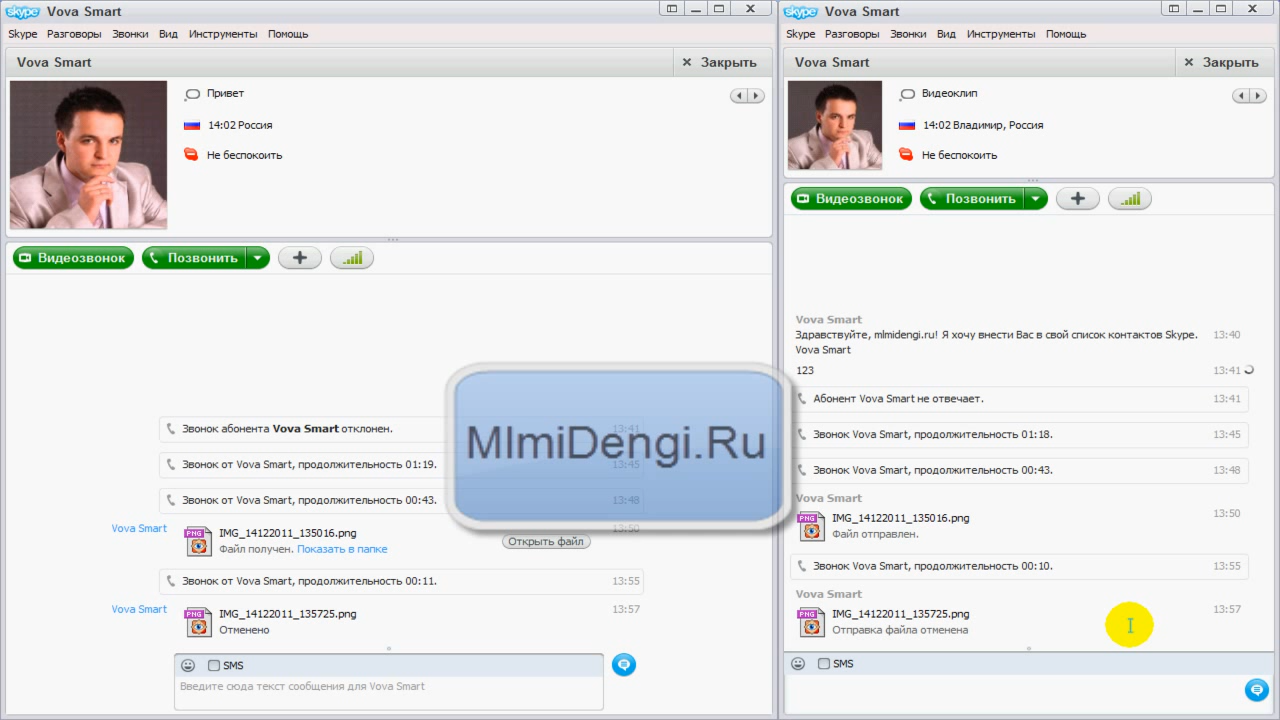 skype Vova Smart
Skype Разговоры Звонки Вид Инструменты Помощь
Vova Smart × Закрыть
Привет
14:02 Россия
Не беспокоить
Видеозвонок Позвонить
Звонок абонента Vova Smart отклонен. 13:41
Звонок от Vova Smart, продолжительность 01:19. 13:45
Звонок от Vova Smart, продолжительность 00:43. 13:48
Vova Smart PNG IMG_14122011_135016.png 13:50
Файл получен. Показать в папке Открыть файл
Звонок от Vova Smart, продолжительность 00:11. 13:55
Vova Smart PNG IMG_14122011_135725.png 13:57
Отменено
SMS
Введите сюда текст сообщения для Vova Smart
MlmiDengi.Ru
skype Vova Smart
Skype Разговоры Звонки Вид Инструменты Помощь
Vova Smart × Закрыть
Видеоклип
14:02 Владимир, Россия
Не беспокоить
Видеозвонок Позвонить
Vova Smart
Здравствуйте, mlmidengi.ru! Я хочу внести Вас в свой список контактов Skype. 13:40
Vova Smart
123 13:41
Абонент Vova Smart не отвечает. 13:41
Звонок Vova Smart, продолжительность 01:18. 13:45
Звонок Vova Smart, продолжительность 00:43. 13:48
Vova Smart
PNG IMG_14122011_135016.png 13:50
Файл отправлен.
Звонок Vova Smart, продолжительность 00:10. 13:55
Vova Smart
PNG IMG_14122011_135725.png 13:57
Отправка файла отменена
SMS